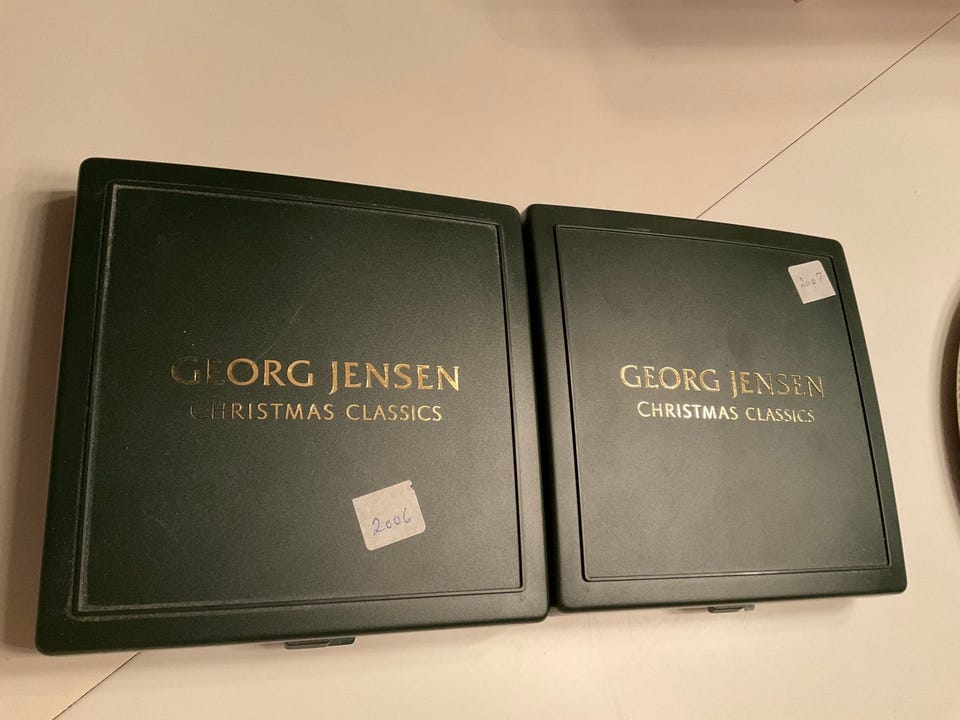 GEORG JENSEN
CHRISTMAS CLASSICS
2006
2007
GEORG JENSEN
CHRISTMAS CLASSICS